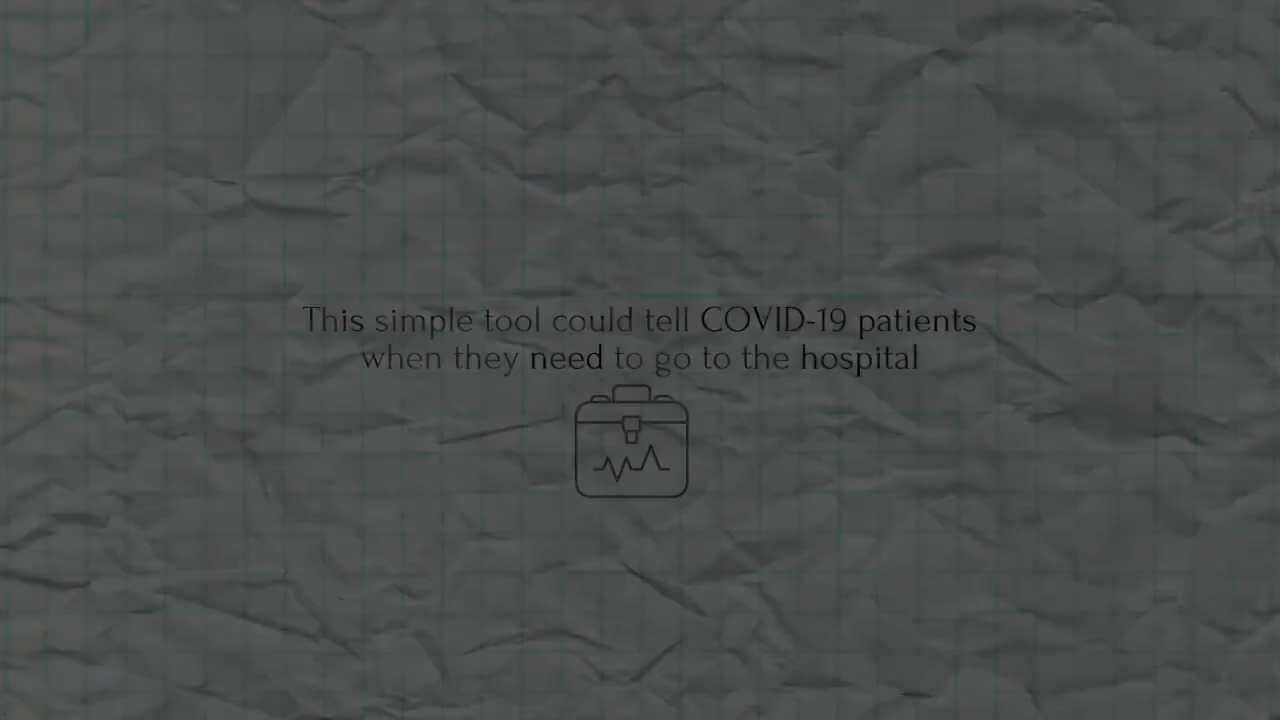 This simple tool could tell COVID-19 patients
when they need to go to the hospital